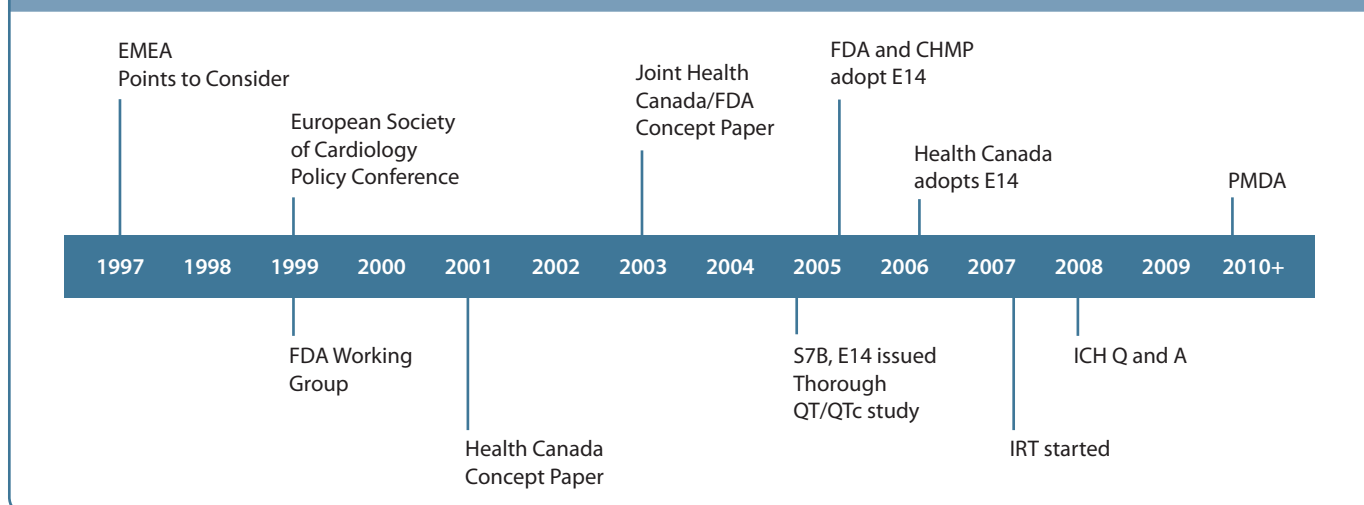 EMEA
Points to Consider
European Society
of Cardiology
Policy Conference
Joint Health
Canada/FDA
Concept Paper
FDA and CHMP
adopt E14
Health Canada
adopts E14
PMDA
1997 1998 1999 2000 2001 2002 2003 2004 2005 2006 2007 2008 2009 2010+
FDA Working
Group
Health Canada
Concept Paper
S7B, E14 issued
Thorough
QT/QTc study
IRT started
ICH Q and A